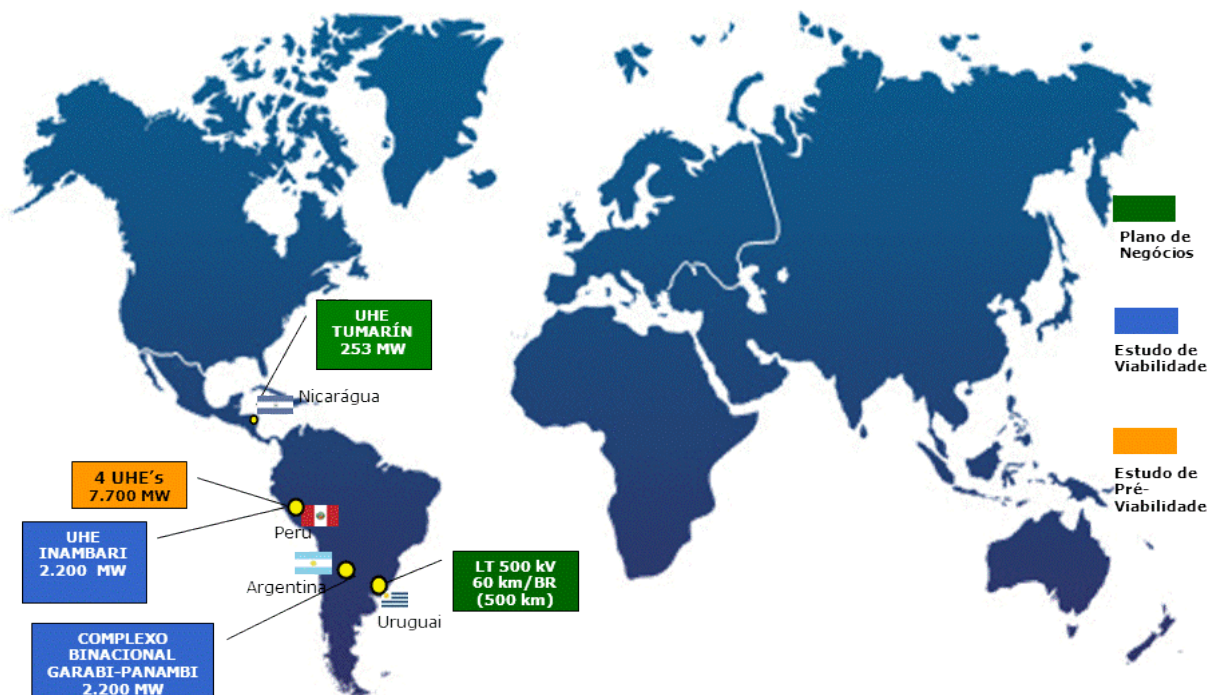 UHE
TUMARÍN
253 MW
Nicarágua
4 UHE´s
7.700 MW
Peru
UHE
INAMBARI
2.200 MW
Argentina
COMPLEXO
BINACIONAL
GARABI-PANAMBI
2.200 MW
LT 500 kV
60 km/BR
(500 km)
Uruguai
Plano de
Negócios
Estudo de
Viabilidade
Estudo de
Pré-
Viabilidade